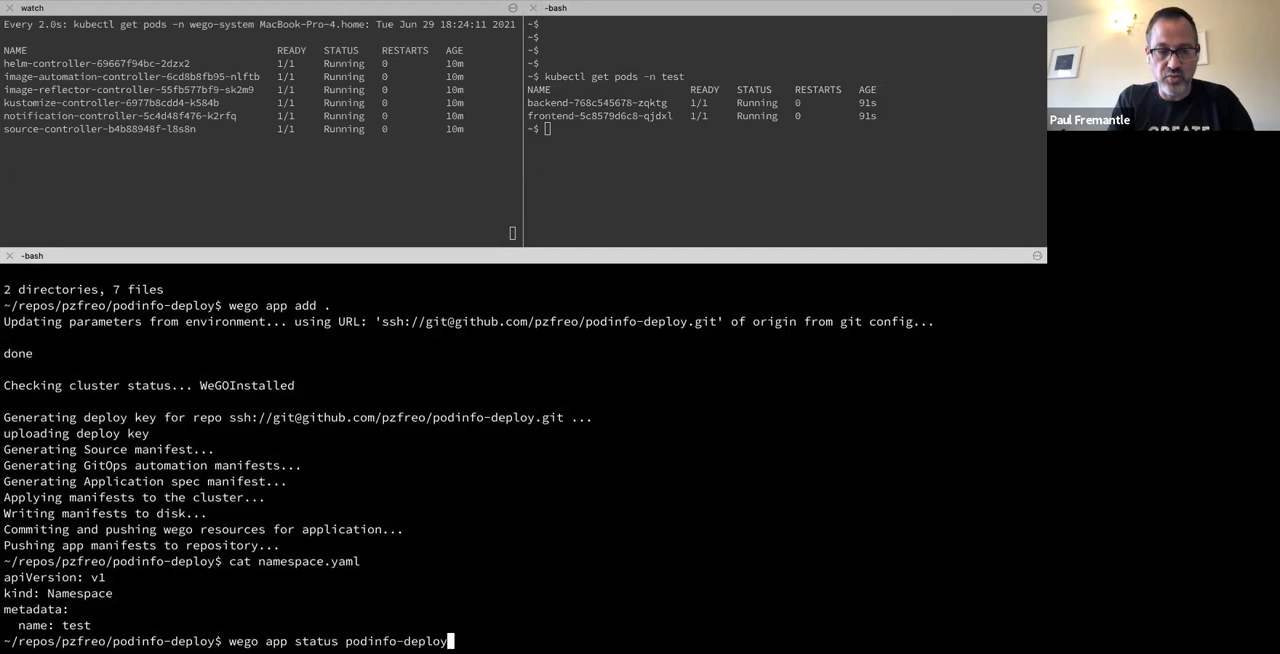 watch
Every 2.0s: kubectl get pods -n wego-system MacBook-Pro-4.home: Tue Jun 29 18:24:11 2021
NAME READY STATUS RESTARTS AGE
helm-controller-69667f94bc-2dzx2 1/1 Running 0 10m
image-automation-controller-6cd8b8fb95-nlftb 1/1 Running 0 10m
image-reflector-controller-55fb577bf9-sk2m9 1/1 Running 0 10m
kustomize-controller-6977b8cdd4-k584b 1/1 Running 0 10m
notification-controller-5c4d48f476-k2rfq 1/1 Running 0 10m
source-controller-b4b88948f-l8s8n 1/1 Running 0 10m
-bash
~$
~$
~$
~$
~$ kubectl get pods -n test
NAME READY STATUS RESTARTS AGE
backend-768c545678-zqktg 1/1 Running 0 91s
frontend-5c8579d6c8-qjdxl 1/1 Running 0 91s
~$
Paul Fremantle
CREATE
-bash
2 directories, 7 files
~/repos/pzfreo/podinfo-deploy$ wego app add .
Updating parameters from environment... using URL: 'ssh://git@github.com/pzfreo/podinfo-deploy.git' of origin from git config...
done
Checking cluster status... WeGOInstalled
Generating deploy key for repo ssh://git@github.com/pzfreo/podinfo-deploy.git ...
uploading deploy key
Generating Source manifest...
Generating GitOps automation manifests...
Generating Application spec manifest...
Applying manifests to the cluster...
Writing manifests to disk...
Commiting and pushing wego resources for application...
Pushing app manifests to repository...
~/repos/pzfreo/podinfo-deploy$ cat namespace.yaml
apiVersion: v1
kind: Namespace
metadata:
  name: test
~/repos/pzfreo/podinfo-deploy$ wego app status podinfo-deploy